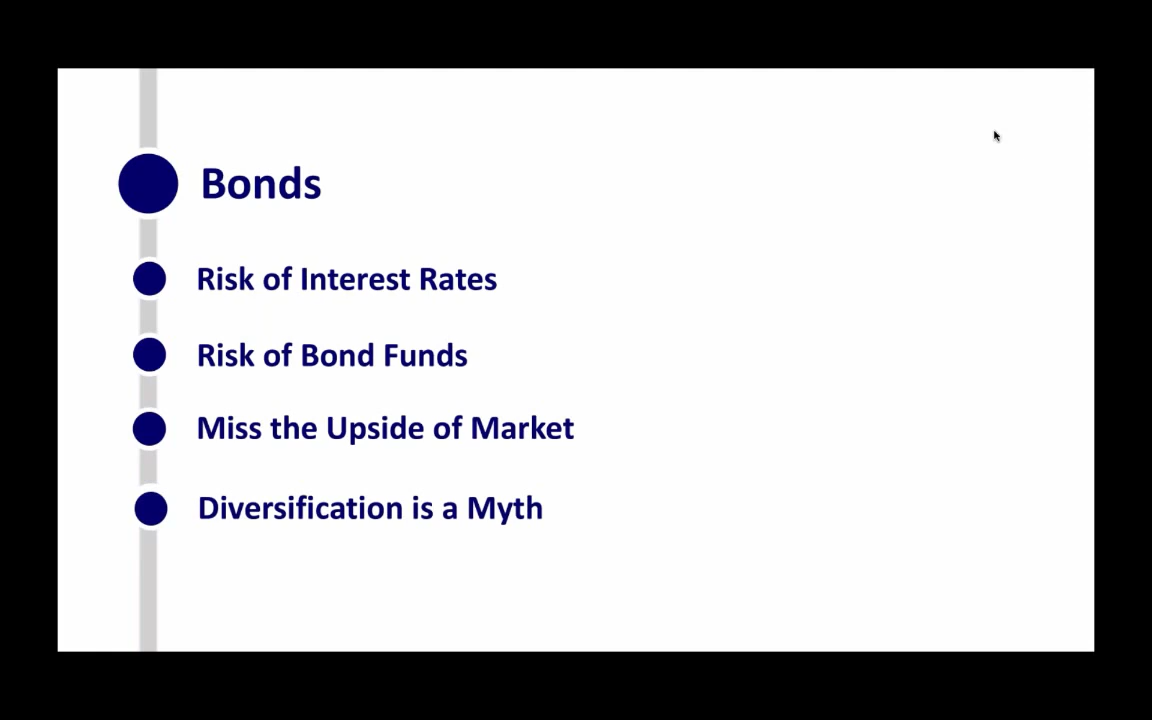 Bonds
Risk of Interest Rates
Risk of Bond Funds
Miss the Upside of Market
Diversification is a Myth